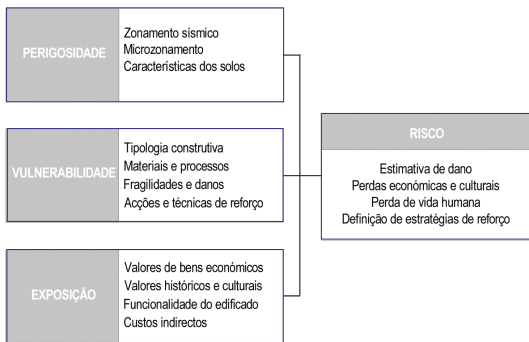 PERIGOSIDADE
Zonamento sísmico
Microzonamento
Características dos solos
VULNERABILIDADE
Tipologia construtiva
Materiais e processos
Fragilidades e danos
Acções e técnicas de reforço
EXPOSIÇÃO
Valores de bens económicos
Valores históricos e culturais
Funcionalidade do edificado
Custos indirectos
RISCO
Estimativa de dano
Perdas económicas e culturais
Perda de vida humana
Definição de estratégias de reforço